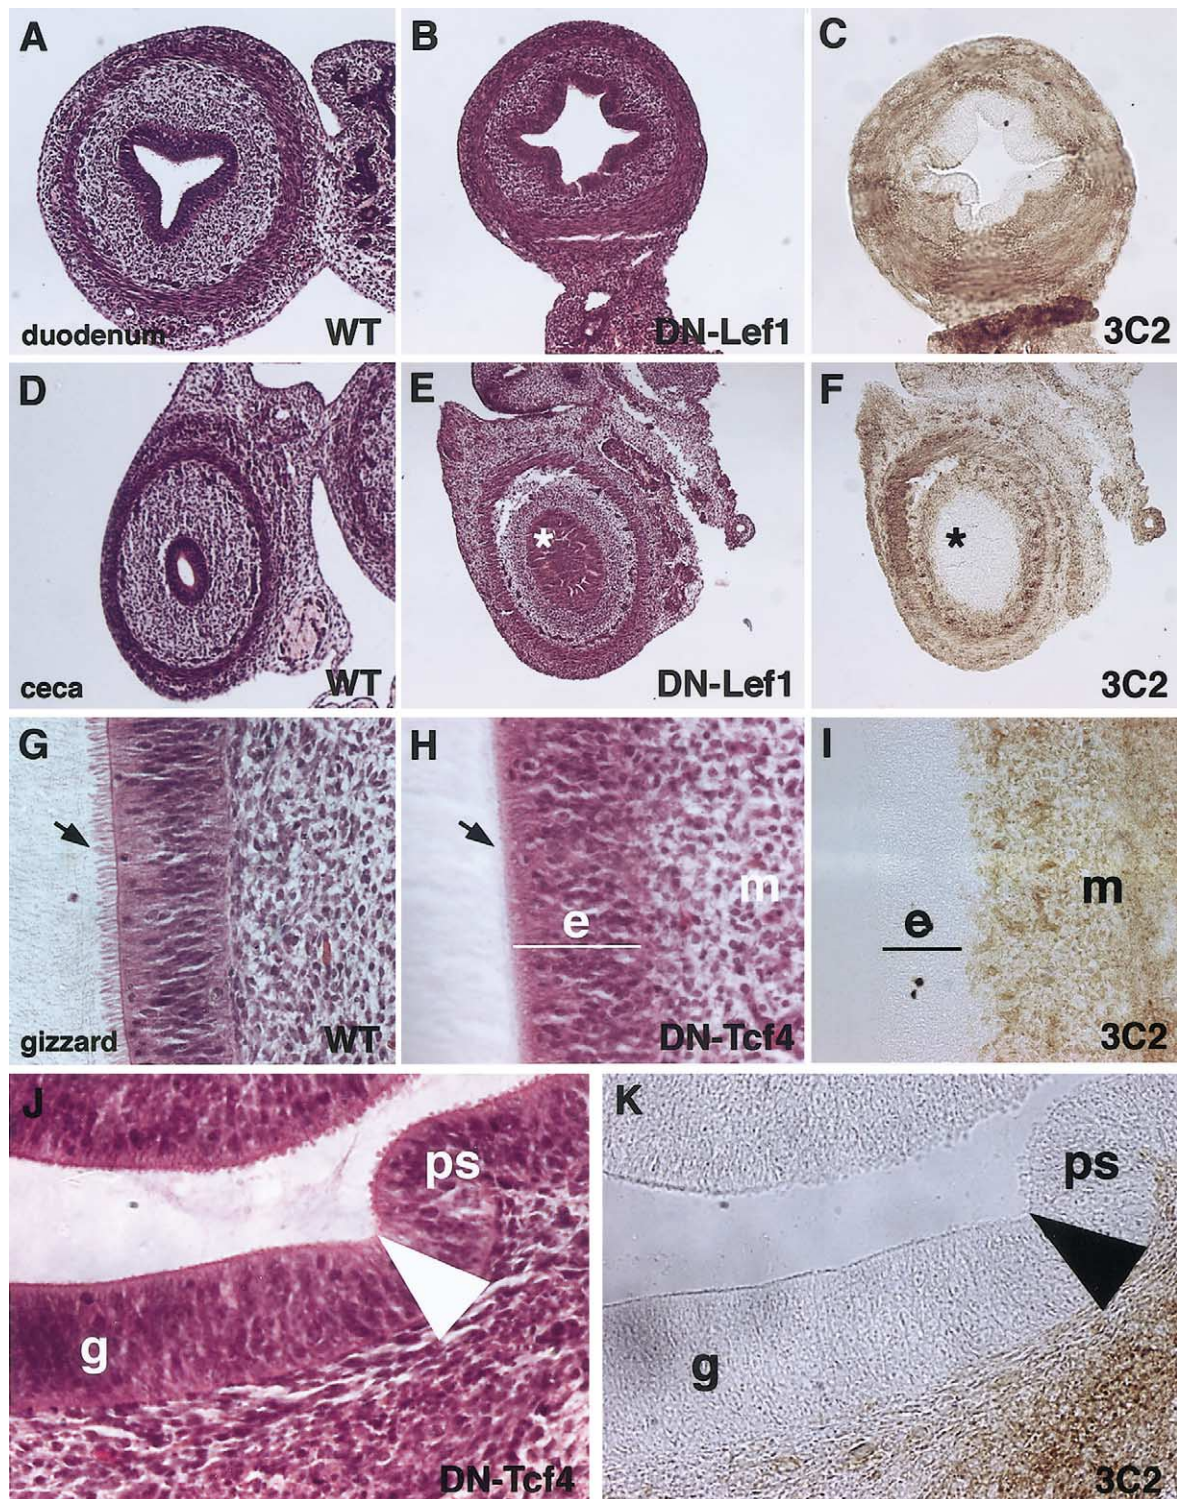 A
duodenum WT
B
DN-Lef1
C
3C2
D
ceca WT
E
*
DN-Lef1
F
*
3C2
G
gizzard WT
H
m
e
DN-Tcf4
I
m
e
3C2
J
ps
g
DN-Tcf4
K
ps
g
3C2